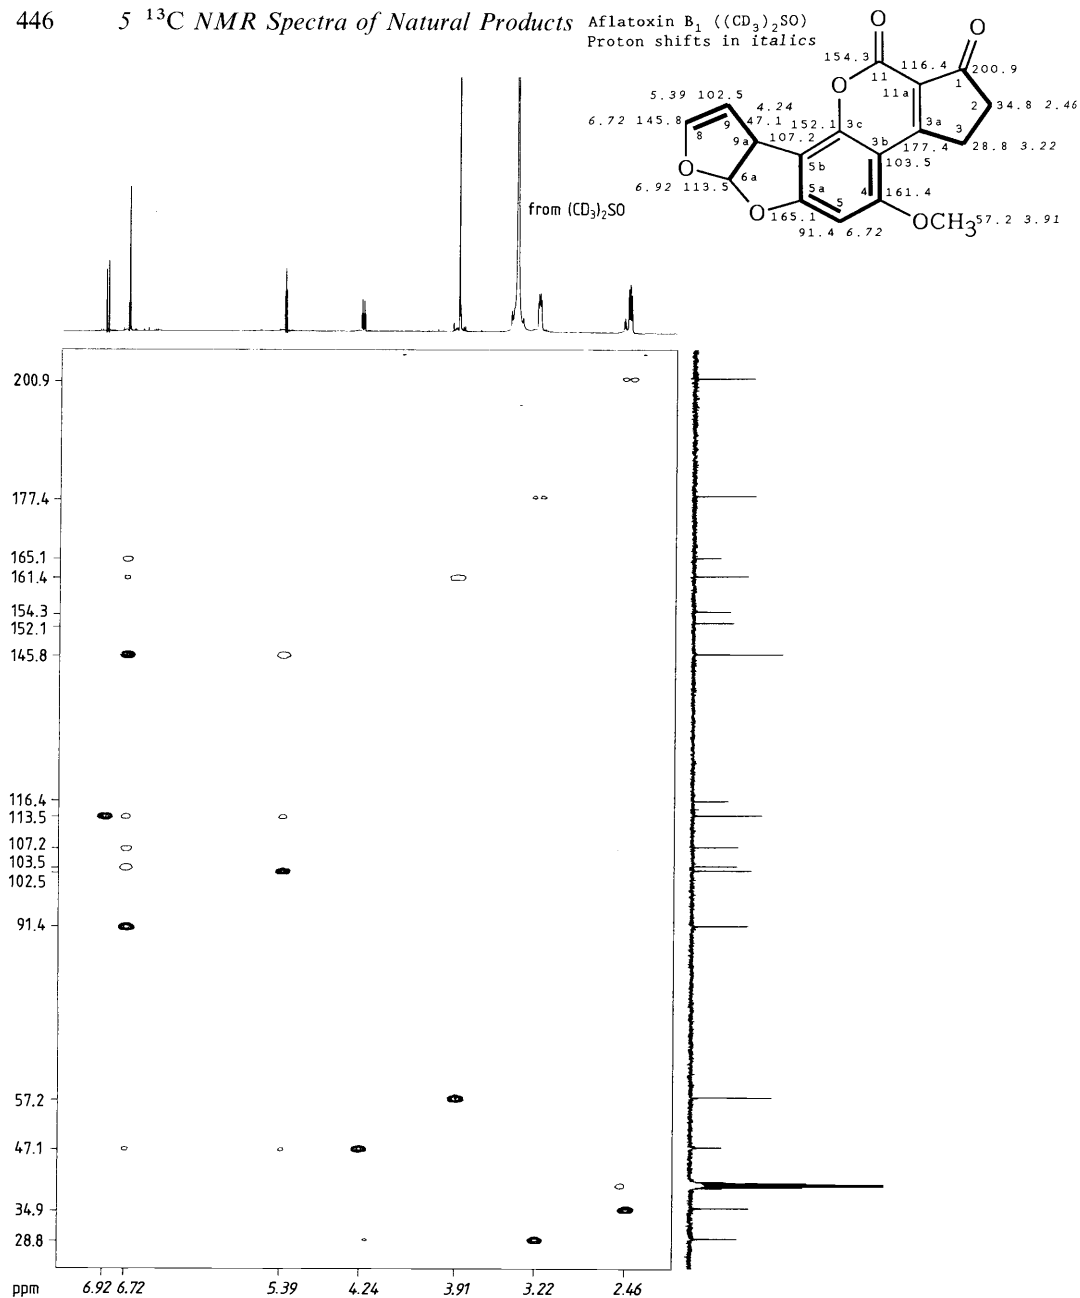 446 5 ¹³C NMR Spectra of Natural Products
Aflatoxin B₁ ((CD₃)₂SO)
Proton shifts in italics
O
O
154.3
11
116.4
200.9
1
O
11a
2
34.8 2.46
5.39 102.5
4.24
6.72 145.8
9
47.1
152.1
3c
3a
3
8
9a
107.2
3b
177.4
28.8 3.22
5b
103.5
O
6a
5a
4
161.4
6.92 113.5
5
O
165.1
OCH₃
57.2 3.91
91.4 6.72
from (CD₃)₂SO
200.9
177.4
165.1
161.4
154.3
152.1
145.8
116.4
113.5
107.2
103.5
102.5
91.4
57.2
47.1
34.9
28.8
ppm 6.92 6.72 5.39 4.24 3.91 3.22 2.46